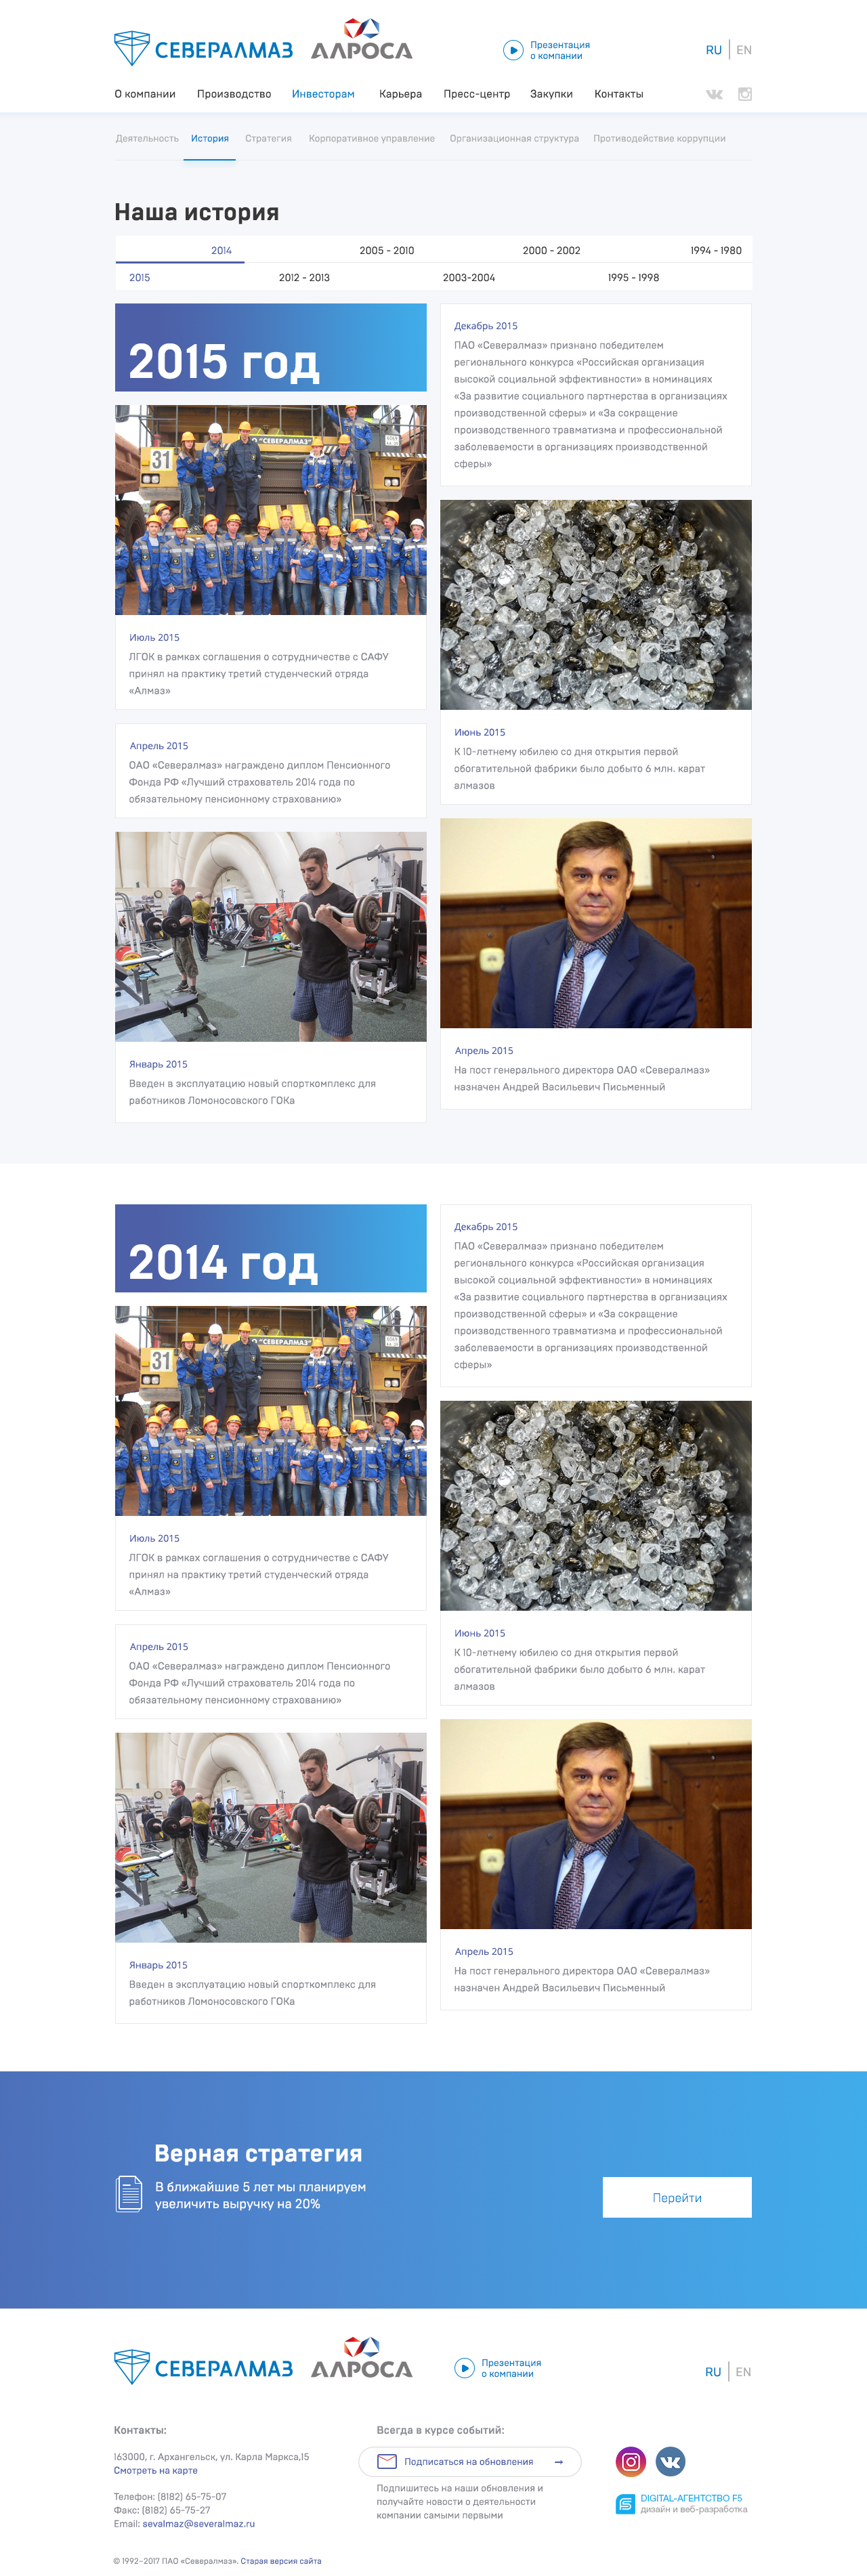 СЕВЕРАЛМАЗ
АЛРОСА
Презентация
о компании
RU | EN
О компании Производство Инвесторам Карьера Пресс-центр Закупки Контакты
Деятельность История Стратегия Корпоративное управление Организационная структура Противодействие коррупции
Наша история
2014 2005 - 2010 2000 - 2002 1994 - 1980
2015 2012 - 2013 2003-2004 1995 - 1998
2015 год
31
О "СЕВЕРАЛМАЗ"
Июль 2015
ЛГОК в рамках соглашения о сотрудничестве с САФУ
принял на практику третий студенческий отряда
«Алмаз»
Апрель 2015
ОАО «Севералмаз» награждено диплом Пенсионного
Фонда РФ «Лучший страхователь 2014 года по
обязательному пенсионному страхованию»
Январь 2015
Введен в эксплуатацию новый спорткомплекс для
работников Ломоносовского ГОКа
Декабрь 2015
ПАО «Севералмаз» признано победителем
регионального конкурса «Российская организация
высокой социальной эффективности» в номинациях
«За развитие социального партнерства в организациях
производственной сферы» и «За сокращение
производственного травматизма и профессиональной
заболеваемости в организациях производственной
сферы»
Июнь 2015
К 10-летнему юбилею со дня открытия первой
обогатительной фабрики было добыто 6 млн. карат
алмазов
Апрель 2015
На пост генерального директора ОАО «Севералмаз»
назначен Андрей Васильевич Письменный
2014 год
31
О "СЕВЕРАЛМАЗ"
Июль 2015
ЛГОК в рамках соглашения о сотрудничестве с САФУ
принял на практику третий студенческий отряда
«Алмаз»
Апрель 2015
ОАО «Севералмаз» награждено диплом Пенсионного
Фонда РФ «Лучший страхователь 2014 года по
обязательному пенсионному страхованию»
Январь 2015
Введен в эксплуатацию новый спорткомплекс для
работников Ломоносовского ГОКа
Декабрь 2015
ПАО «Севералмаз» признано победителем
регионального конкурса «Российская организация
высокой социальной эффективности» в номинациях
«За развитие социального партнерства в организациях
производственной сферы» и «За сокращение
производственного травматизма и профессиональной
заболеваемости в организациях производственной
сферы»
Июнь 2015
К 10-летнему юбилею со дня открытия первой
обогатительной фабрики было добыто 6 млн. карат
алмазов
Апрель 2015
На пост генерального директора ОАО «Севералмаз»
назначен Андрей Васильевич Письменный
Верная стратегия
В ближайшие 5 лет мы планируем
увеличить выручку на 20%
Перейти
СЕВЕРАЛМАЗ
АЛРОСА
Презентация
о компании
RU | EN
Контакты:
163000, г. Архангельск, ул. Карла Маркса,15
Смотреть на карте
Телефон: (8182) 65-75-07
Факс: (8182) 65-75-27
Email: sevalmaz@severalmaz.ru
Всегда в курсе событий:
Подписаться на обновления →
Подпишитесь на наши обновления и
получайте новости о деятельности
компании самыми первыми
DIGITAL-АГЕНТСТВО F5
дизайн и веб-разработка
© 1992–2017 ПАО «Севералмаз». Старая версия сайта